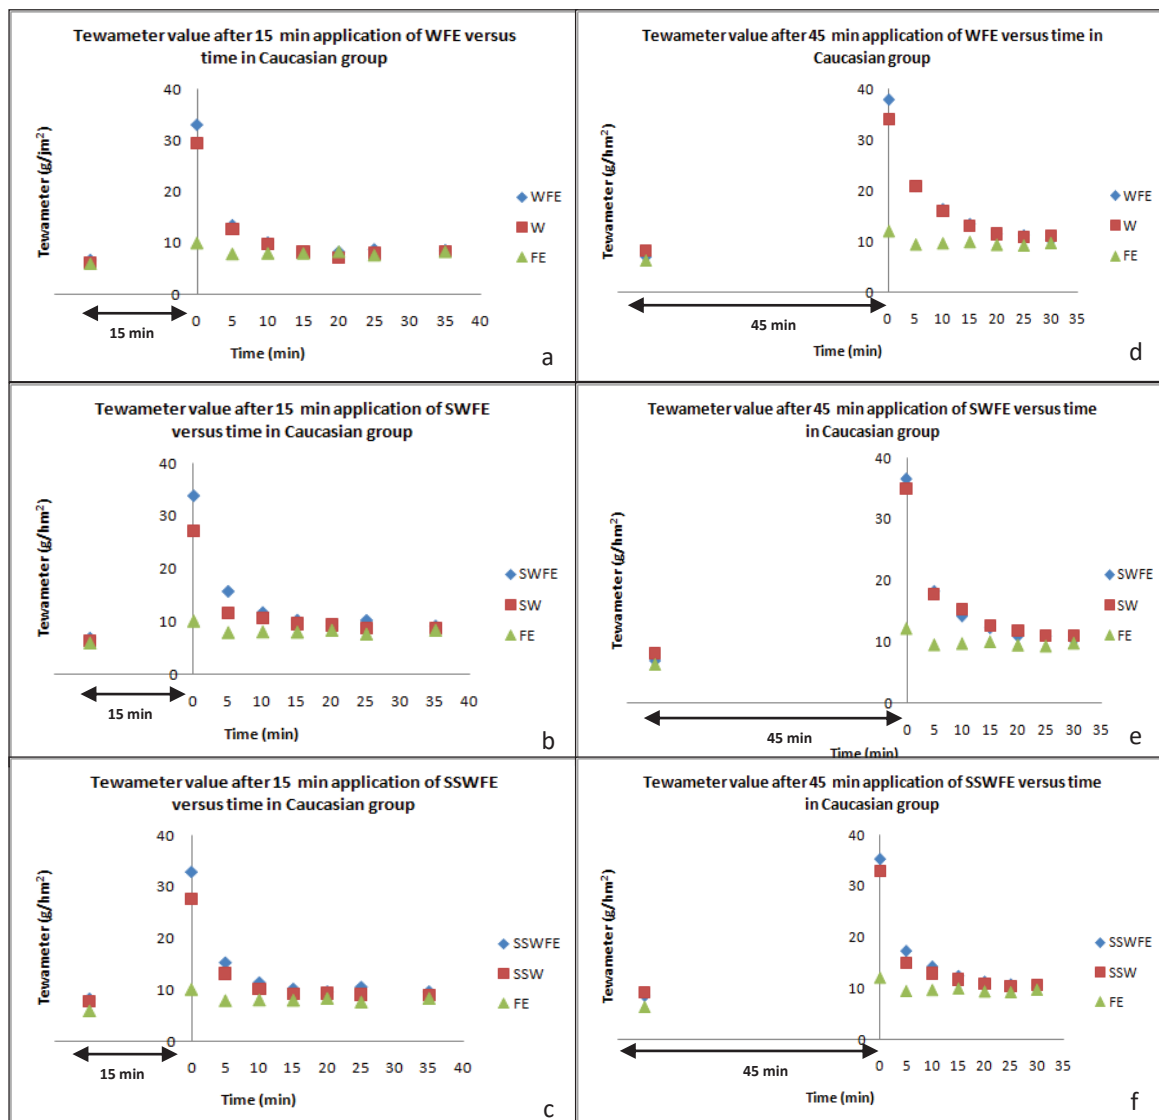 Tewameter value after 15 min application of WFE versus
time in Caucasian group
Tewameter (g/jm²)
40
30
20
10
0
WFE
W
FE
15 min
0 5 10 15 20 25 30 35 40
Time (min)
a
Tewameter value after 45 min application of WFE versus time in
Caucasian group
Tewameter (g/hm²)
40
30
20
10
0
WFE
W
FE
45 min
0 5 10 15 20 25 30 35
Time (min)
d
Tewameter value after 15 min application of SWFE
versus time in Caucasian group
Tewameter (g/hm²)
40
30
20
10
0
SWFE
SW
FE
15 min
0 5 10 15 20 25 30 35 40
Time (min)
b
Tewameter value after 45 min application of SWFE versus time
in Caucasian group
Tewameter (g/hm²)
40
30
20
10
0
SWFE
SW
FE
45 min
0 5 10 15 20 25 30 35
Time (min)
e
Tewameter value after 15 min application of SSWFE
versus time in Caucasian group
Tewameter (g/hm²)
40
30
20
10
0
SSWFE
SSW
FE
15 min
0 5 10 15 20 25 30 35 40
Time (min)
c
Tewameter value after 45 min application of SSWFE versus time
in Caucasian group
Tewameter (g/hm²)
40
30
20
10
0
SSWFE
SSW
FE
45 min
0 5 10 15 20 25 30 35
Time (min)
f